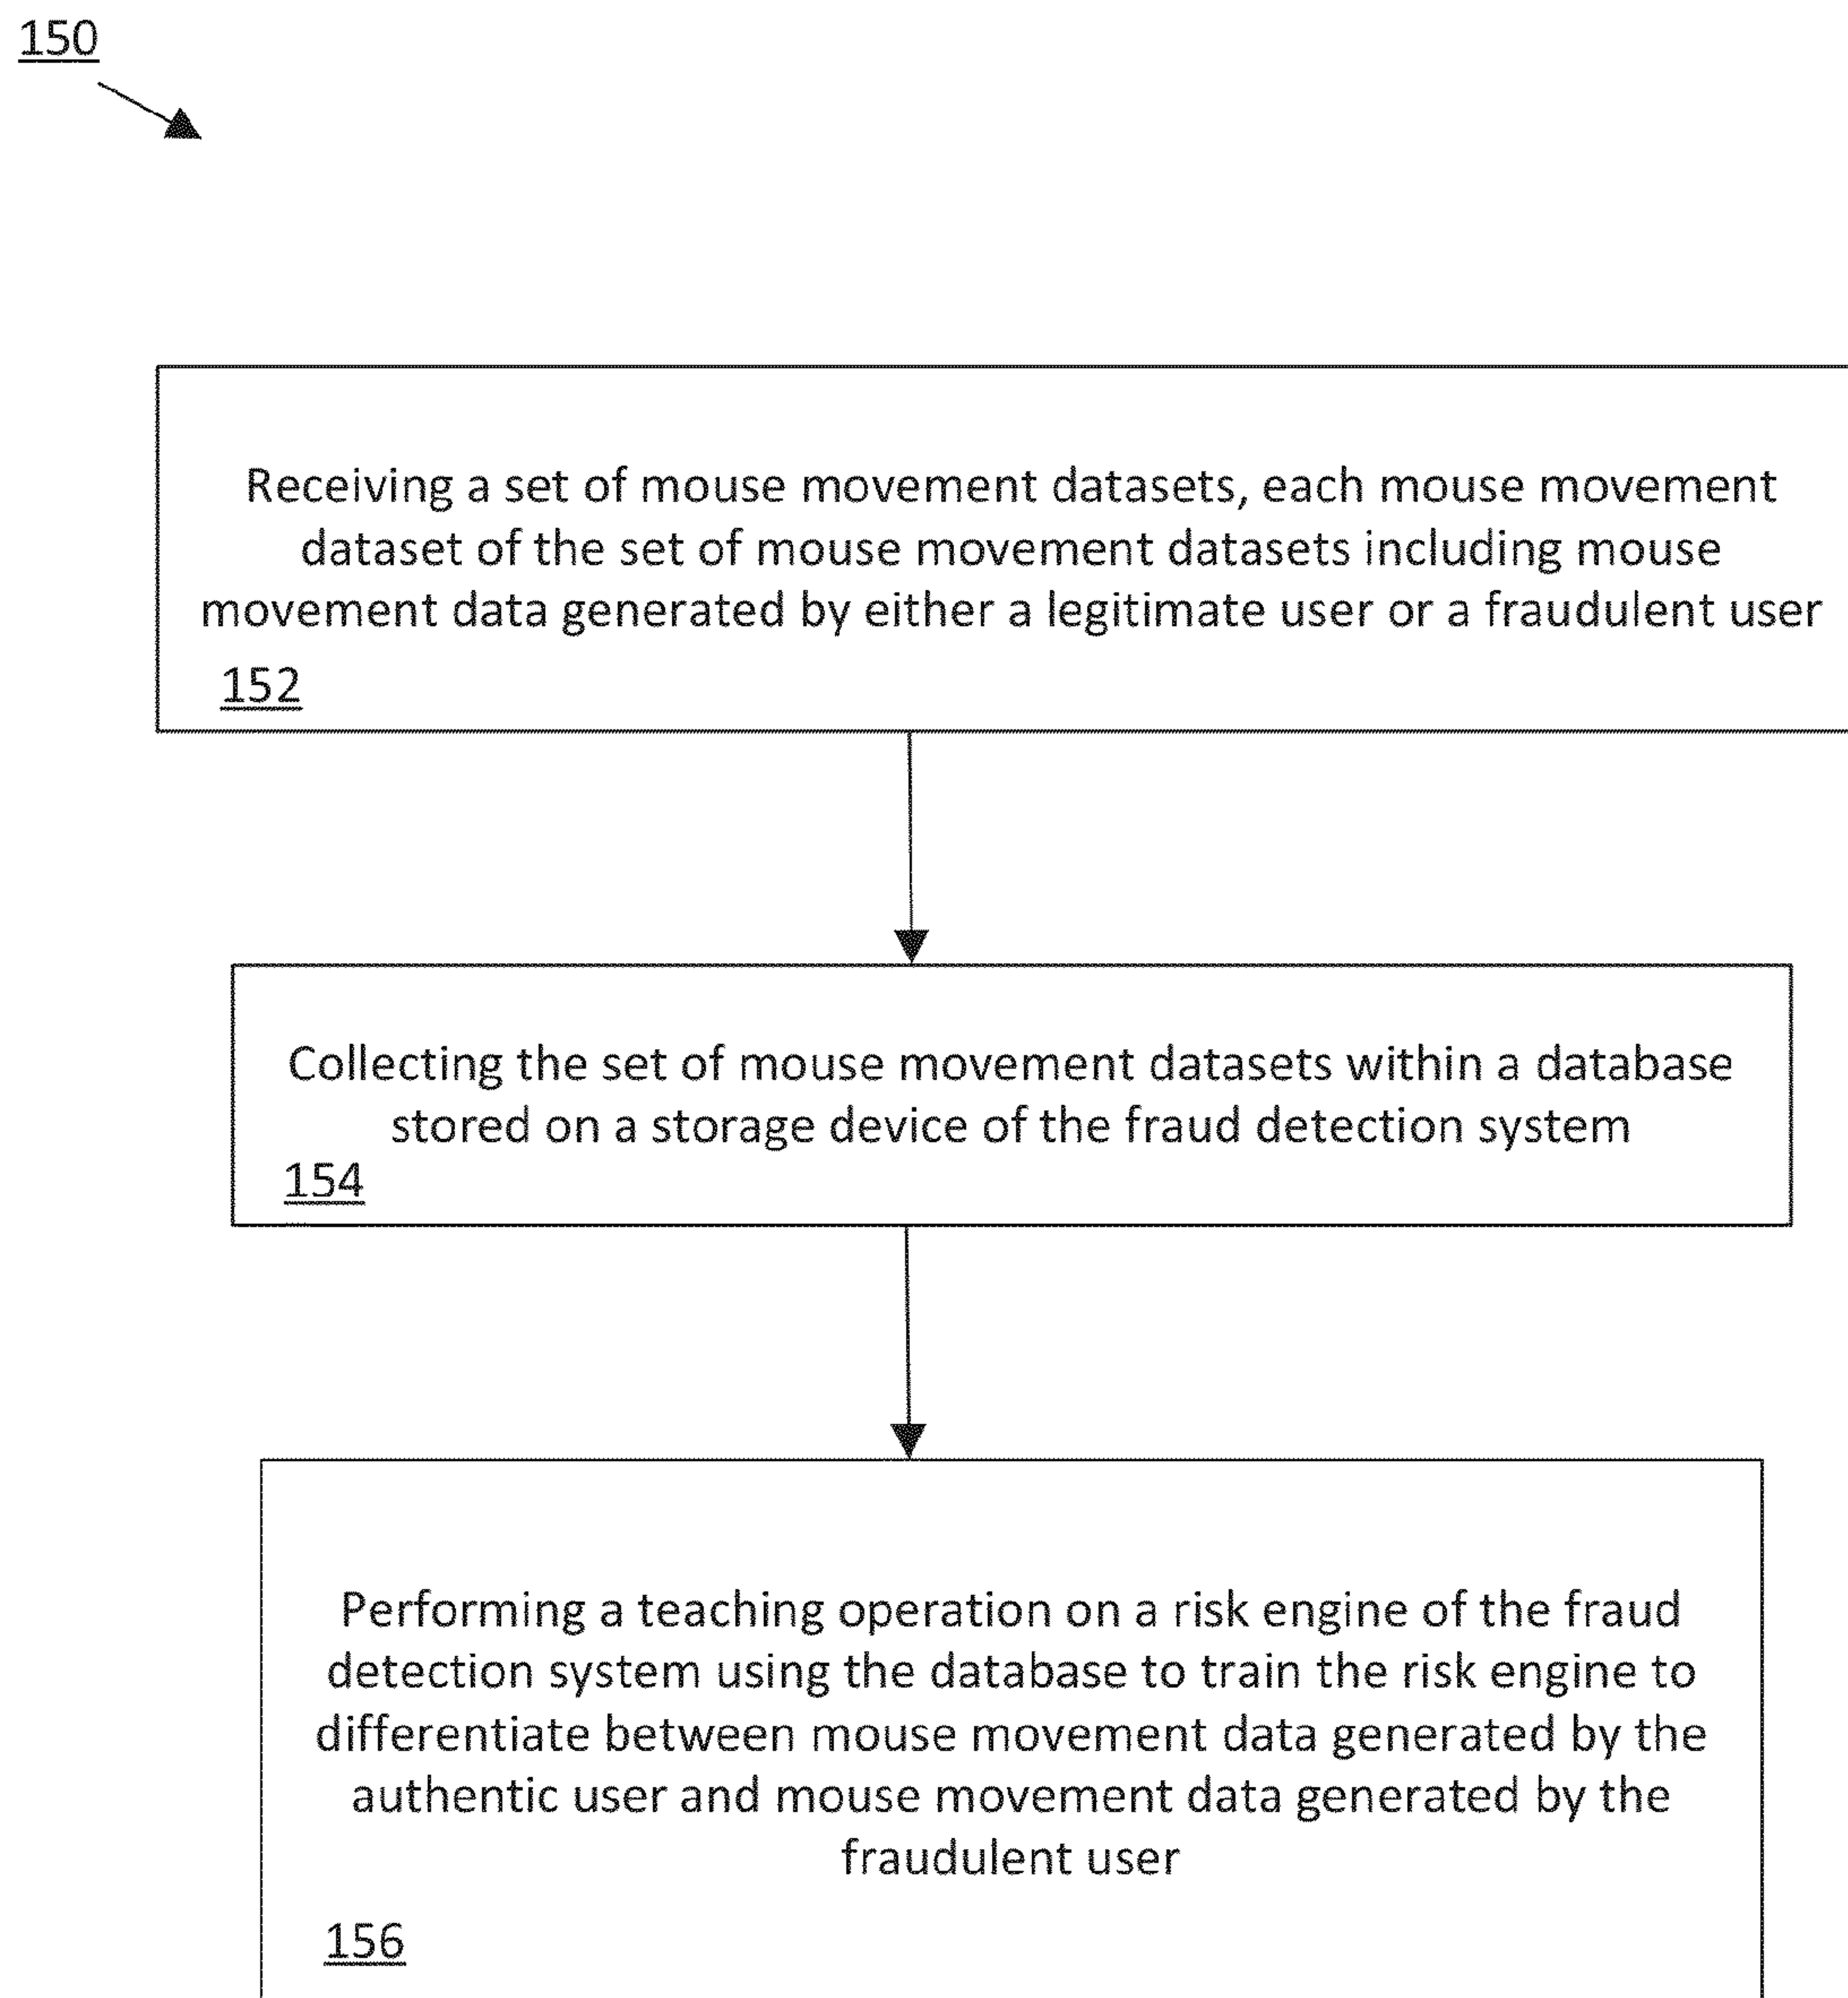 150
Receiving a set of mouse movement datasets, each mouse movement
dataset of the set of mouse movement datasets including mouse
movement data generated by either a legitimate user or a fraudulent user
152
Collecting the set of mouse movement datasets within a database
stored on a storage device of the fraud detection system
154
Performing a teaching operation on a risk engine of the fraud
detection system using the database to train the risk engine to
differentiate between mouse movement data generated by the
authentic user and mouse movement data generated by the
fraudulent user
156